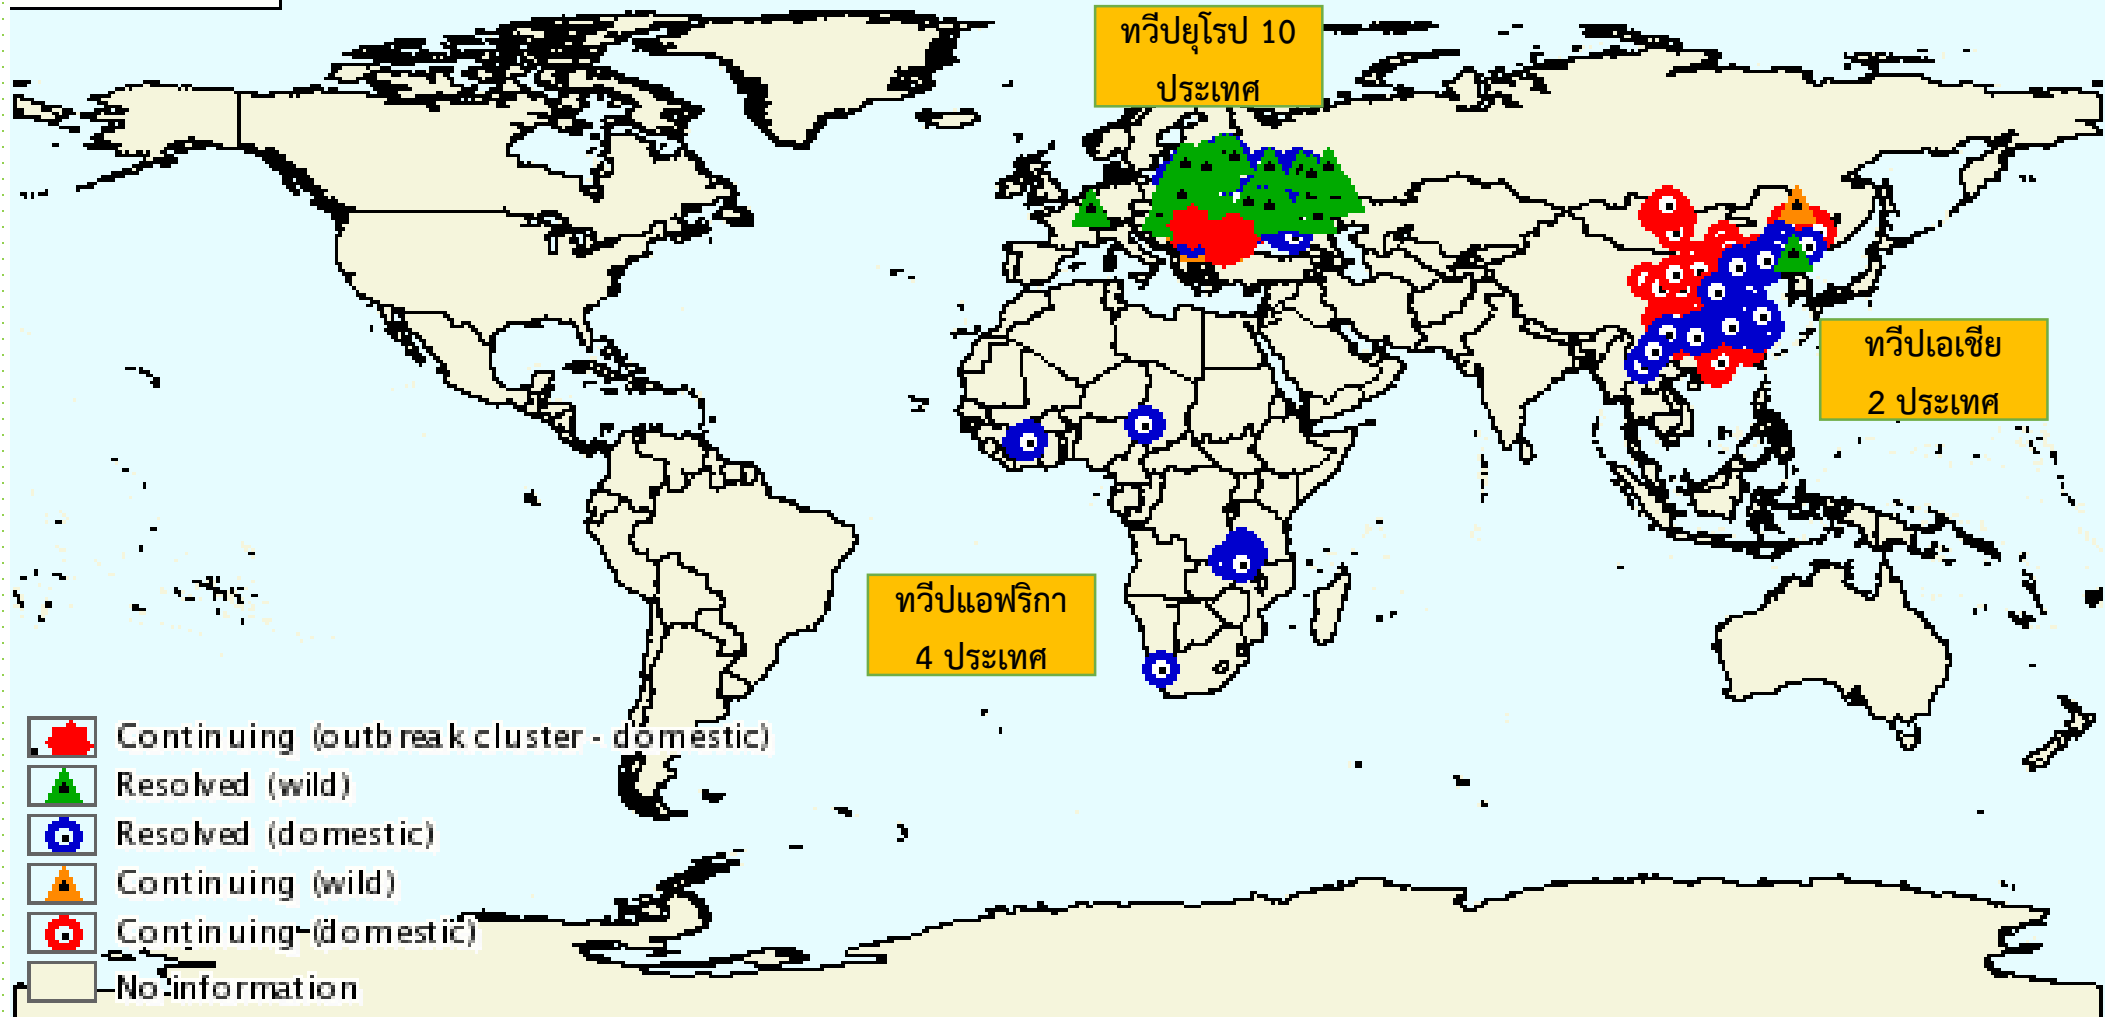 ทวีปยุโรป 10
ประเทศ
ทวีปเอเชีย
2 ประเทศ
ทวีปแอฟริกา
4 ประเทศ
Continuing (outbreak cluster - domestic)
Resolved (wild)
Resolved (domestic)
Continuing (wild)
Continuing (domestic)
No information